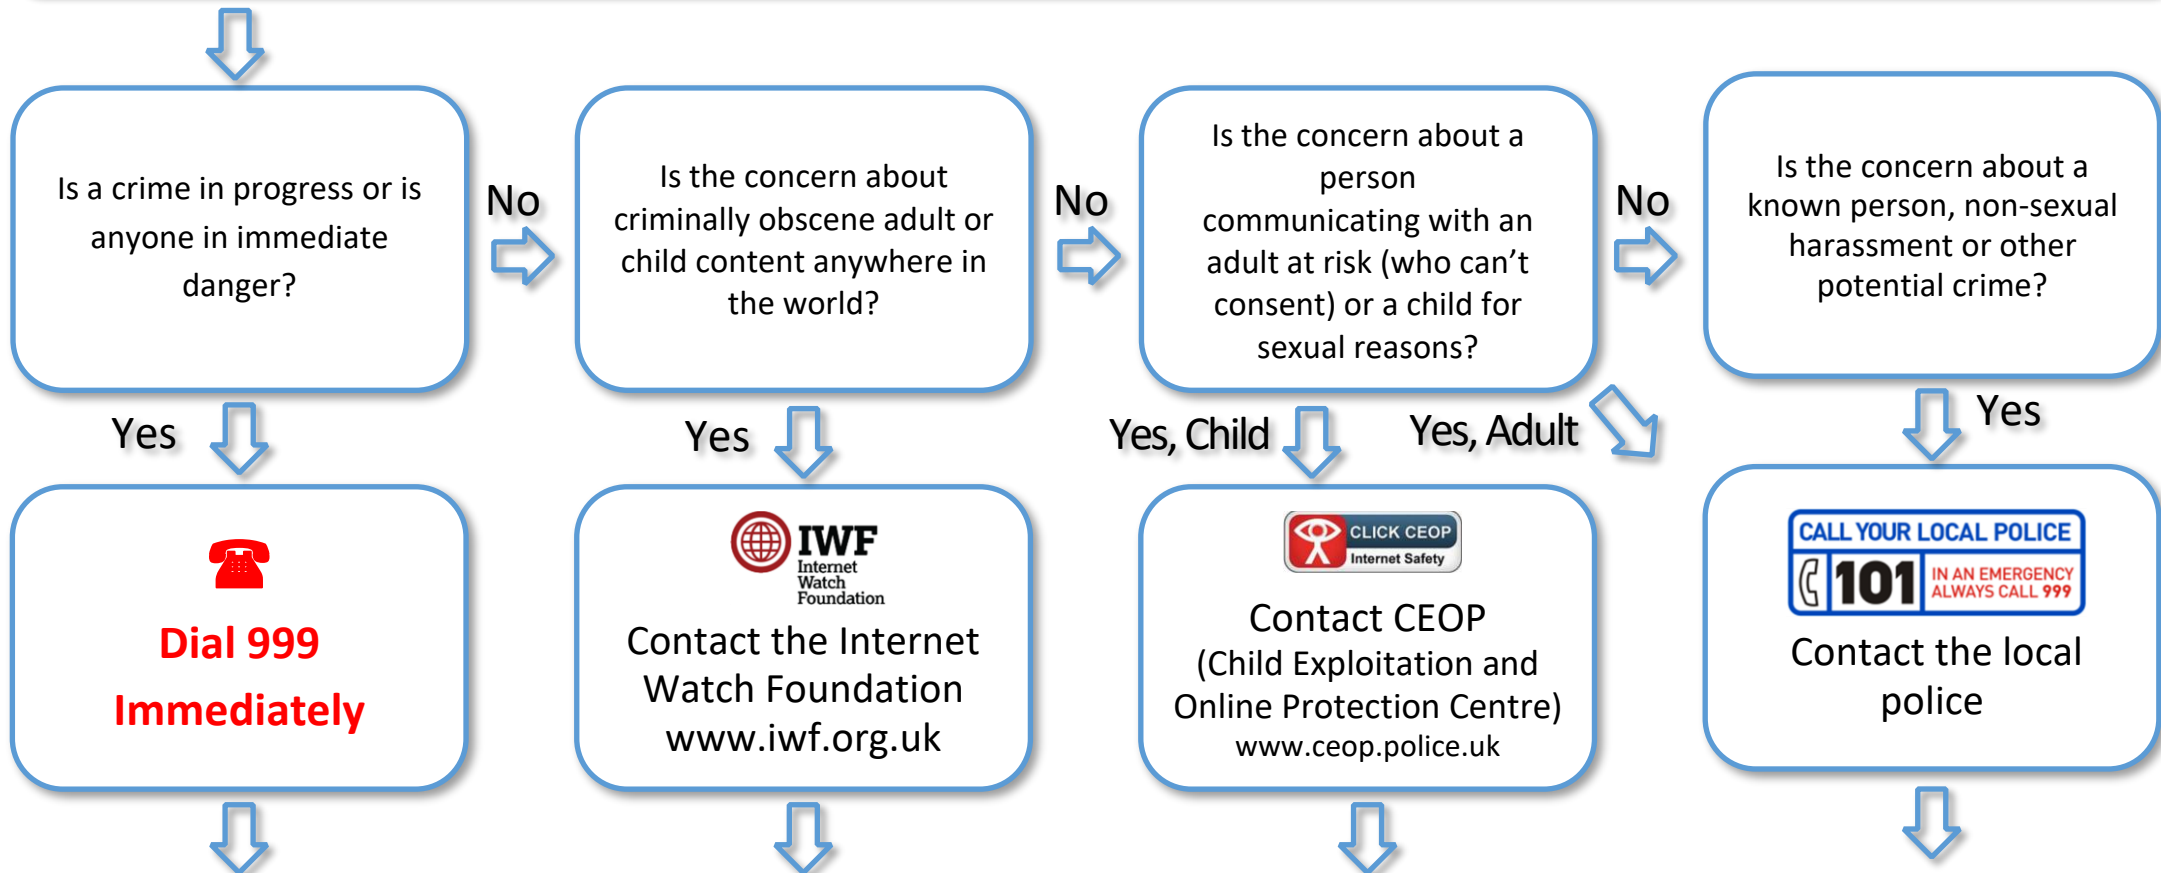 Is a crime in progress or is
anyone in immediate
danger?
No
Is the concern about
criminally obscene adult or
child content anywhere in
the world?
No
Is the concern about a
person
communicating with an
adult at risk (who can’t
consent) or a child for
sexual reasons?
No
Is the concern about a
known person, non-sexual
harassment or other
potential crime?
Yes
Yes
Yes, Child
Yes, Adult
Yes
Dial 999
Immediately
IWF
Internet
Watch
Foundation
Contact the Internet
Watch Foundation
www.iwf.org.uk
CLICK CEOP
Internet Safety
Contact CEOP
(Child Exploitation and
Online Protection Centre)
www.ceop.police.uk
CALL YOUR LOCAL POLICE
101
IN AN EMERGENCY
ALWAYS CALL 999
Contact the local
police